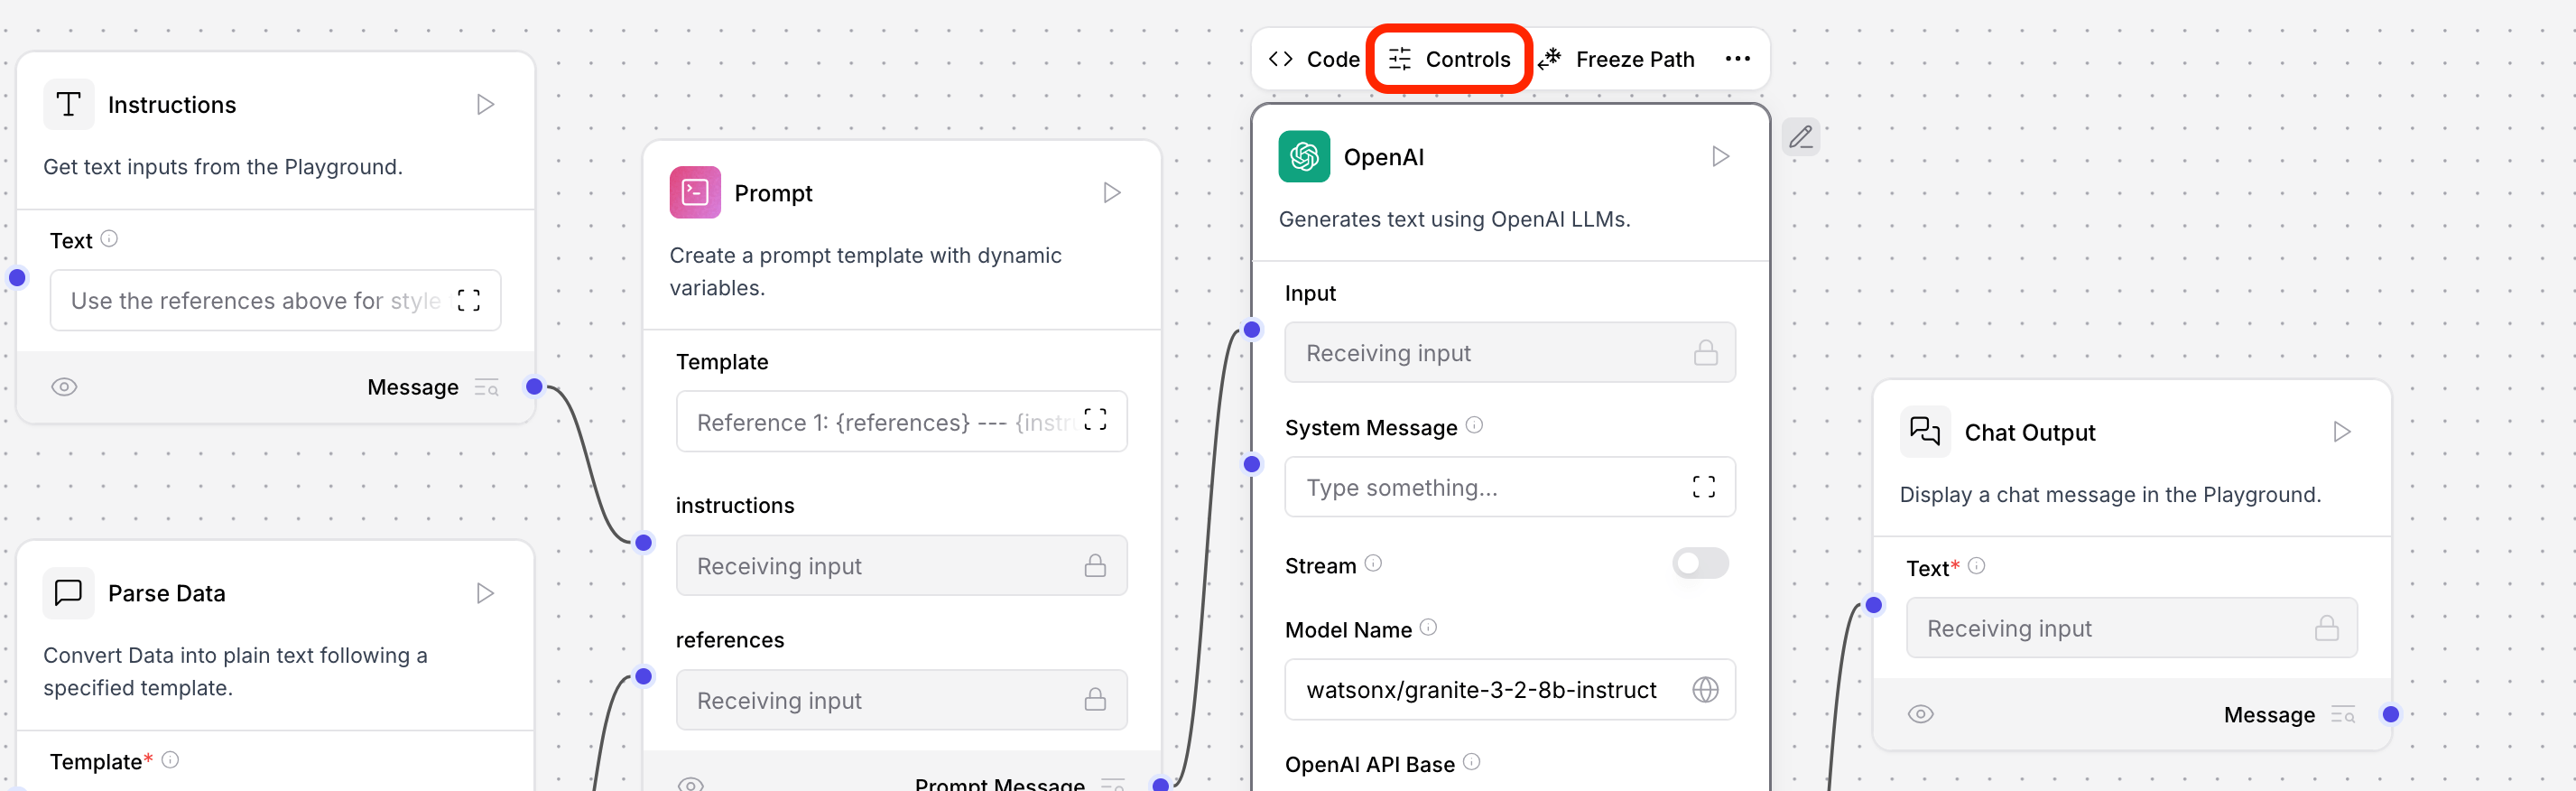 Instructions
Get text inputs from the Playground.
Text
Use the references above for style
Message
Parse Data
Convert Data into plain text following a
specified template.
Template*
Prompt
Create a prompt template with dynamic
variables.
Template
Reference 1: {references} --- {instru
instructions
Receiving input
references
Receiving input
Prompt Message
Code
Controls
Freeze Path
OpenAI
Generates text using OpenAI LLMs.
Input
Receiving input
System Message
Type something...
Stream
Model Name
watsonx/granite-3-2-8b-instruct
OpenAI API Base
Chat Output
Display a chat message in the Playground.
Text*
Receiving input
Message